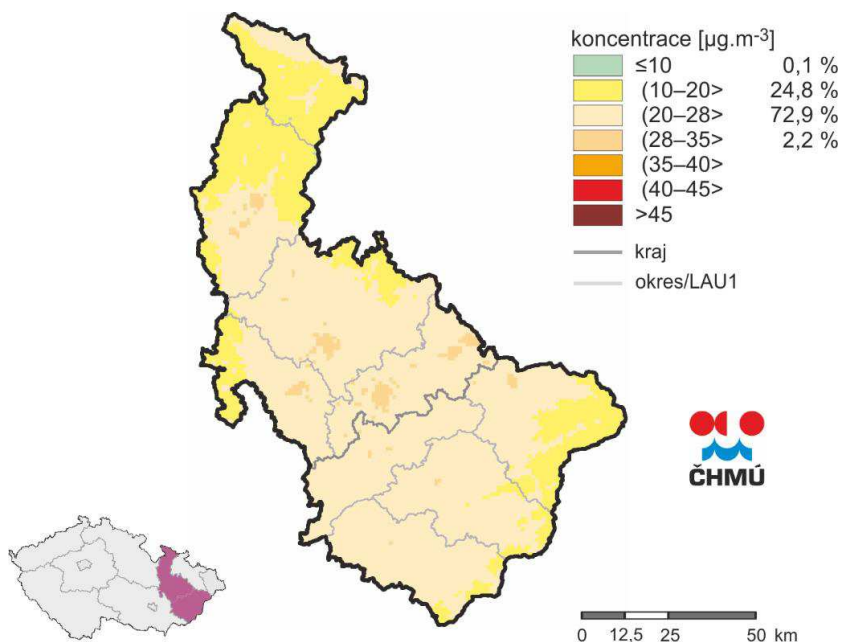 koncentrace [µg.m⁻³]
≤10 0,1 %
(10–20> 24,8 %
(20–28> 72,9 %
(28–35> 2,2 %
(35–40>
(40–45>
>45
kraj
okres/LAU1
ČHMÚ
0 12,5 25 50 km